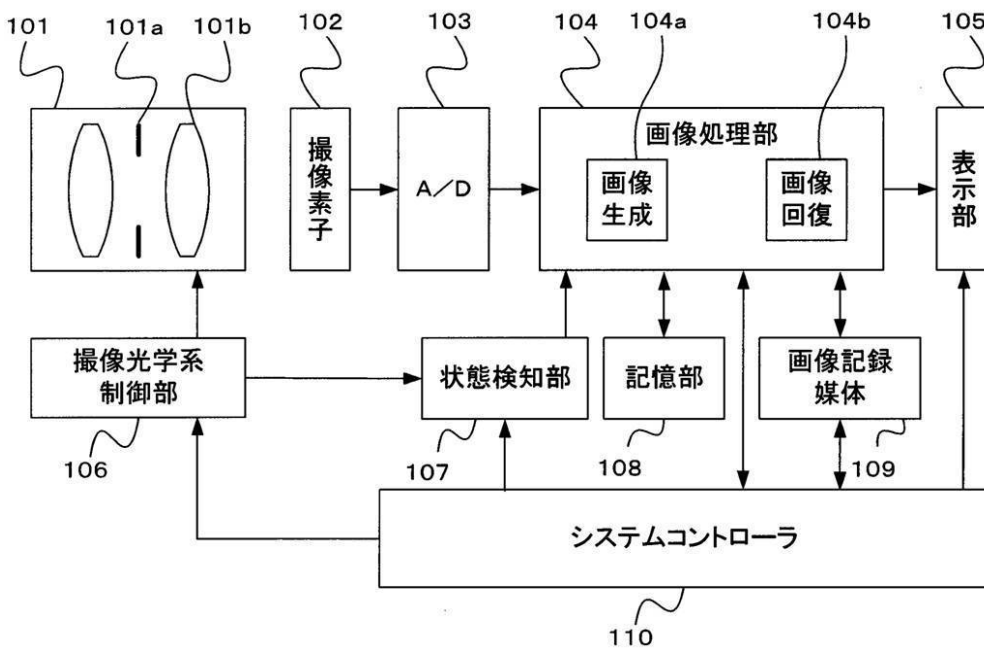 101
101a
101b
102
103
104
104a
104b
105
撮像素子
A/D
画像処理部
画像
生成
画像
回復
表示部
撮像光学系
制御部
状態検知部
記憶部
画像記録
媒体
106
107
108
109
システムコントローラ
110